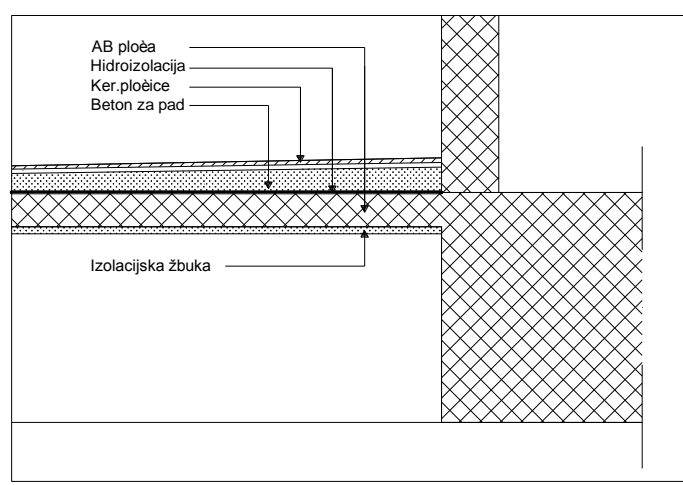 AB ploèa
Hidroizolacija
Ker.ploèice
Beton za pad
Izolacijska žbuka